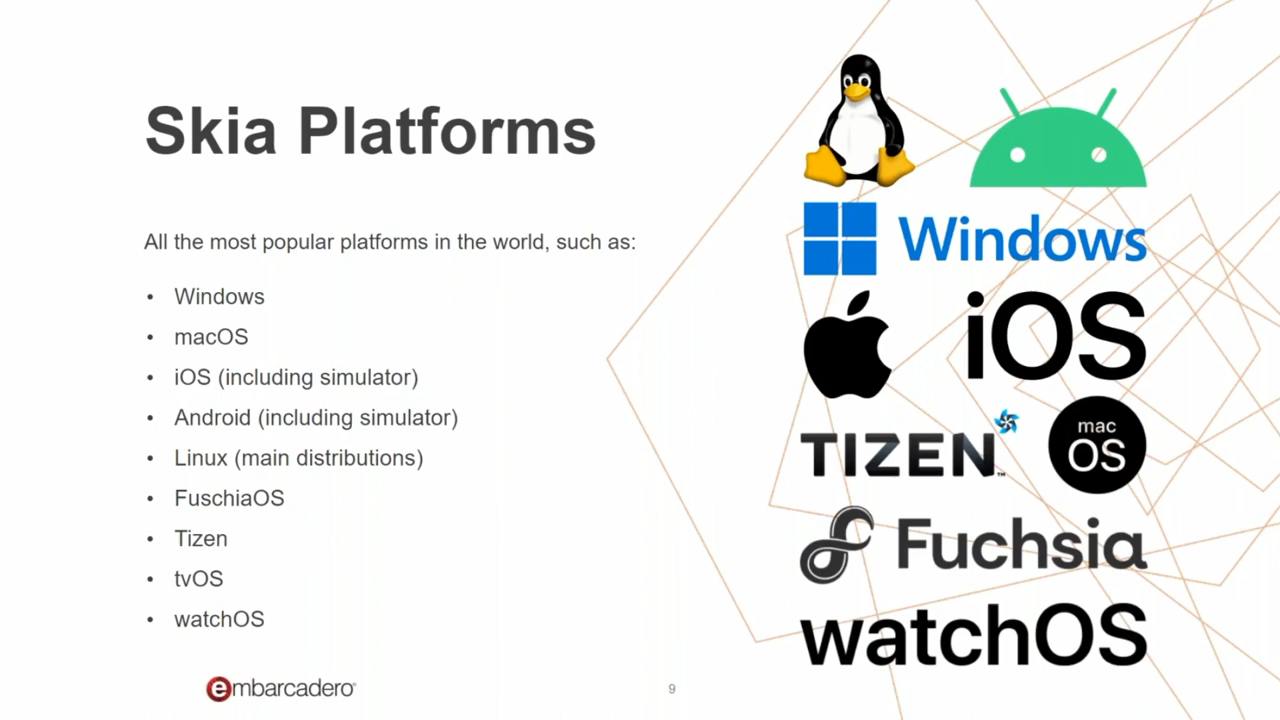 Skia Platforms
All the most popular platforms in the world, such as:
• Windows
• macOS
• iOS (including simulator)
• Android (including simulator)
• Linux (main distributions)
• FuschiaOS
• Tizen
• tvOS
• watchOS
Windows
iOS
TIZEN™
mac
OS
Fuchsia
watchOS
embarcadero®
9